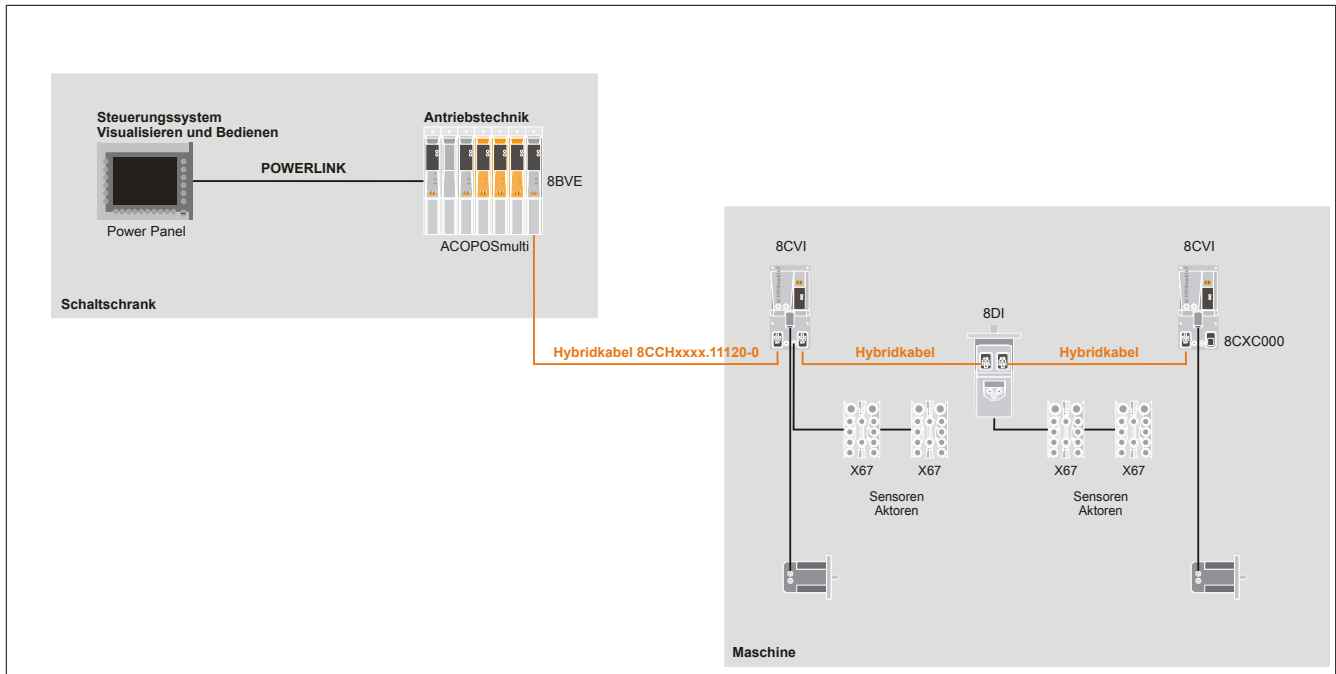 Steuerungssystem
Visualisieren und Bedienen
Antriebstechnik
POWERLINK
8BVE
Power Panel
ACOPOSmulti
Schaltschrank
8CVI
8CVI
8DI
8CXC000
Hybridkabel 8CCHxxxx.11120-0
Hybridkabel
Hybridkabel
X67
X67
X67
X67
Sensoren
Aktoren
Sensoren
Aktoren
Maschine